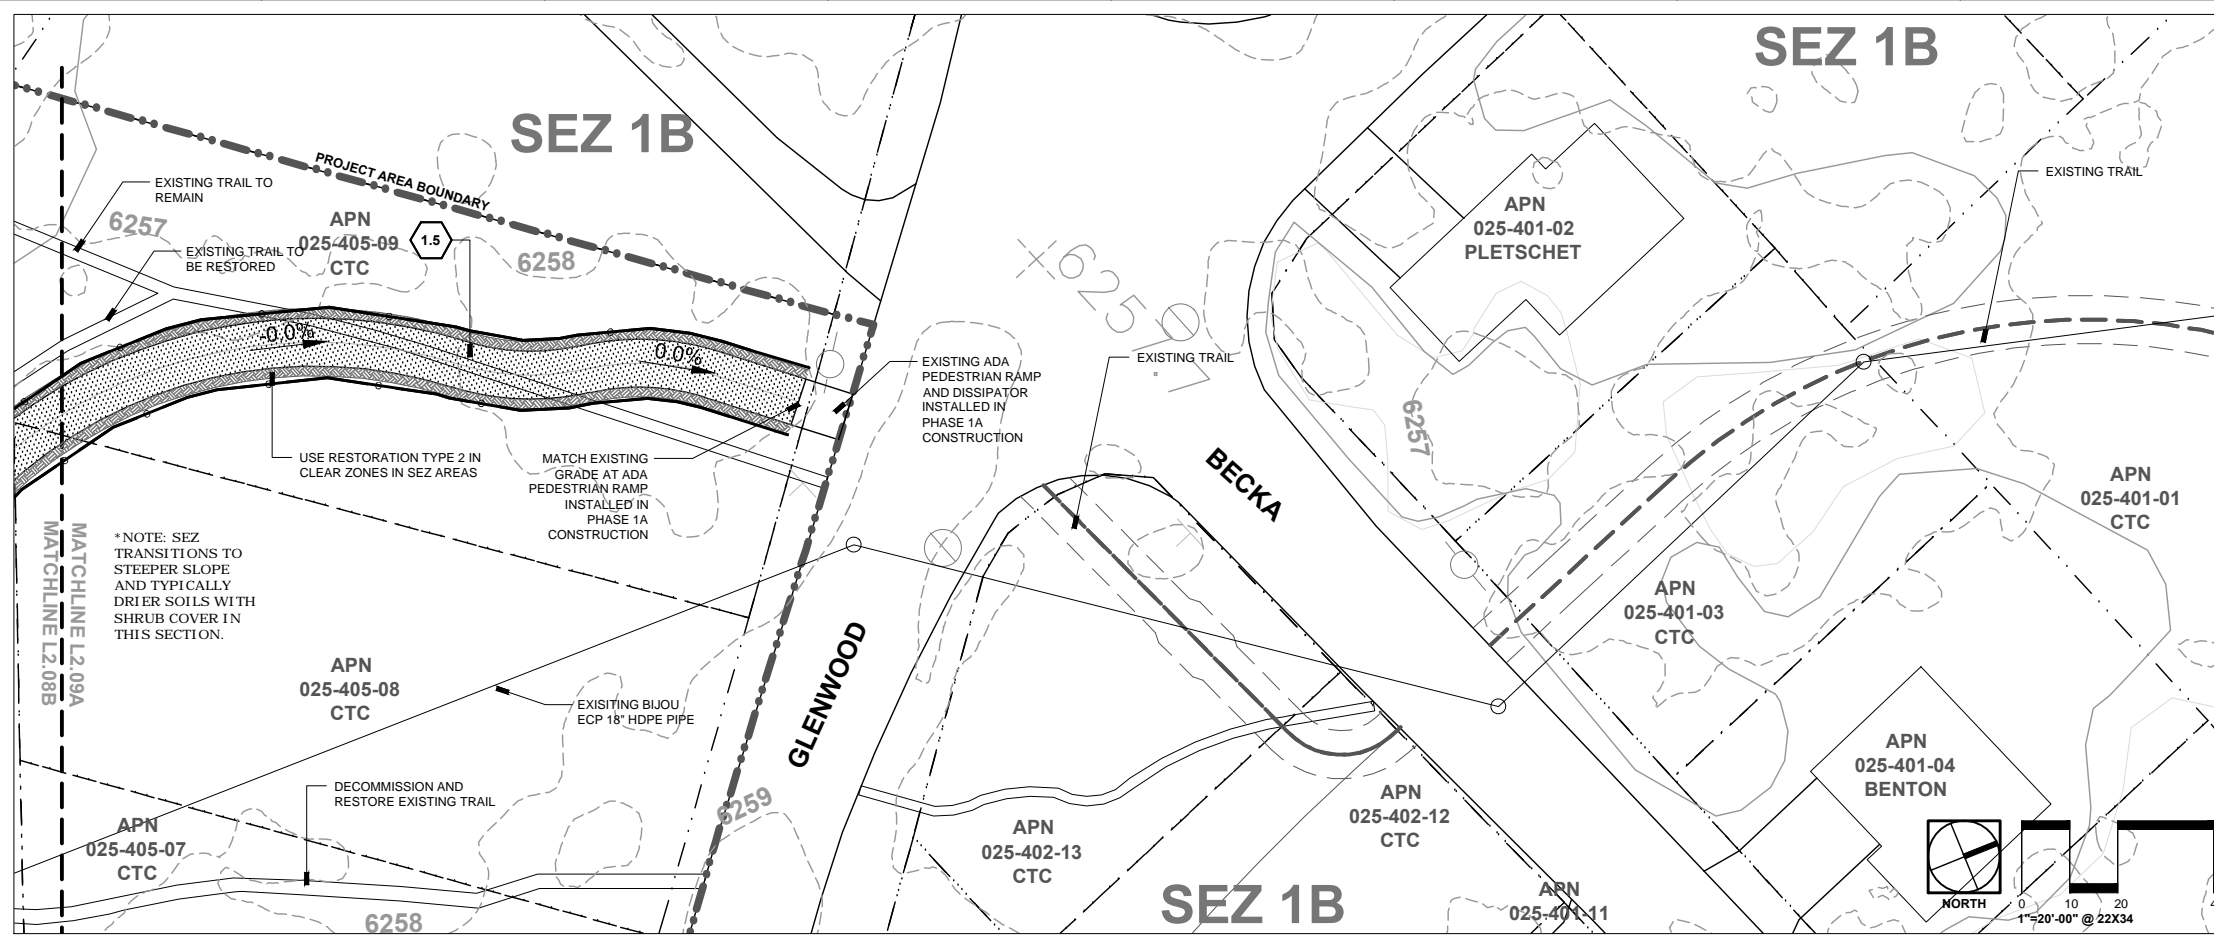 SEZ 1B
SEZ 1B
PROJECT AREA BOUNDARY
EXISTING TRAIL TO
REMAIN
6257
APN
025-405-09
CTC
1.5
EXISTING TRAIL TO
BE RESTORED
6258
-0.0%
0.0%
EXISTING TRAIL
APN
025-401-02
PLETSCHET
6257.7
EXISTING ADA
PEDESTRIAN RAMP
AND DISSIPATOR
INSTALLED IN
PHASE 1A
CONSTRUCTION
EXISTING TRAIL
6257
USE RESTORATION TYPE 2 IN
CLEAR ZONES IN SEZ AREAS
MATCH EXISTING
GRADE AT ADA
PEDESTRIAN RAMP
INSTALLED IN
PHASE 1A
CONSTRUCTION
BECKA
APN
025-401-01
CTC
MATCHLINE L2.08B
MATCHLINE L2.09A
*NOTE: SEZ
TRANSITIONS TO
STEEPER SLOPE
AND TYPICALLY
DRIER SOILS WITH
SHRUB COVER IN
THIS SECTION.
APN
025-401-03
CTC
APN
025-405-08
CTC
EXISITING BIJOU
ECP 18" HDPE PIPE
GLENWOOD
DECOMMISSION AND
RESTORE EXISTING TRAIL
6259
APN
025-401-04
BENTON
APN
025-402-12
CTC
APN
025-405-07
CTC
APN
025-402-13
CTC
6258
SEZ 1B
APN
025-401-11
NORTH
0 10 20 4
1"=20'-00" @ 22X34